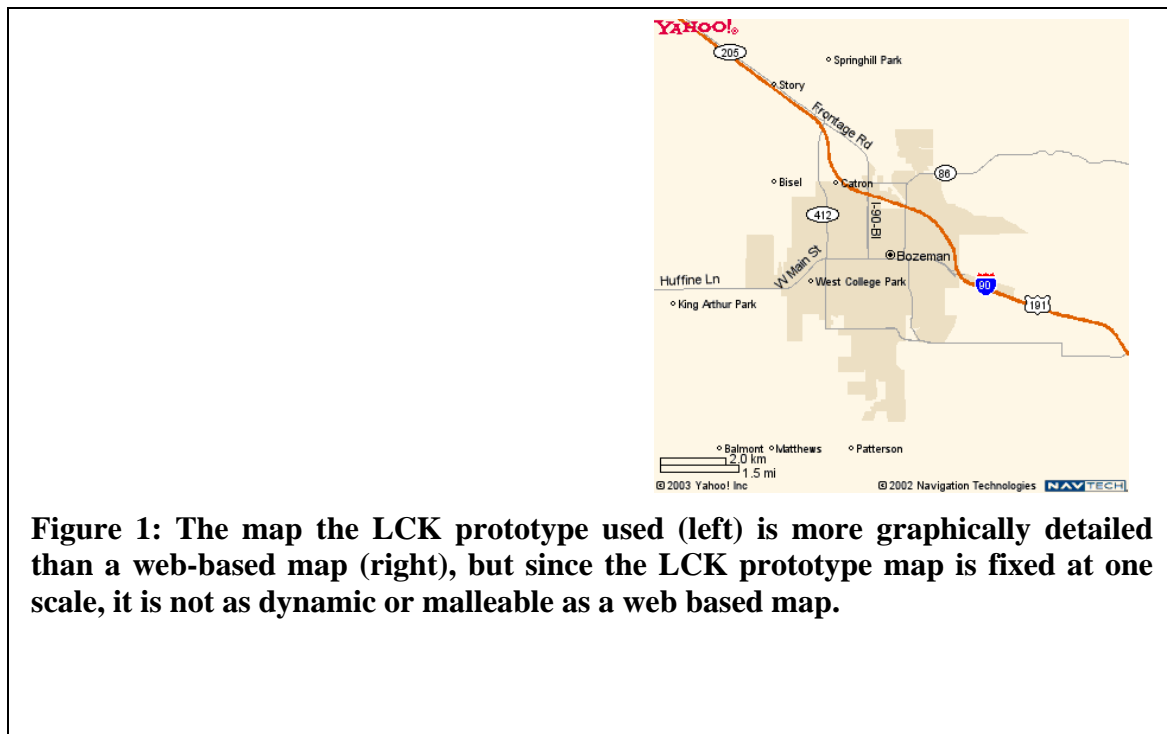 YAHOO!®
205
Springhill Park
Story
Frontage Rd
86
Bisel
Catron
412
I-90-Bl
Bozeman
W Main St
Huffine Ln
West College Park
90
King Arthur Park
191
Balmont Matthews Patterson
2.0 km
1.5 mi
© 2003 Yahoo! Inc © 2002 Navigation Technologies NAVTECH
Figure 1: The map the LCK prototype used (left) is more graphically detailed
than a web-based map (right), but since the LCK prototype map is fixed at one
scale, it is not as dynamic or malleable as a web based map.